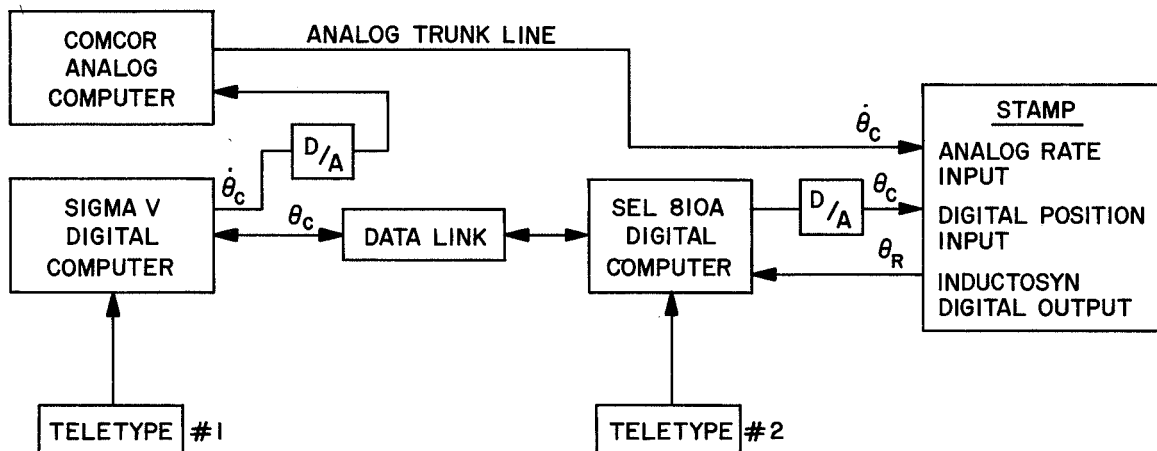 COMCOR
ANALOG
COMPUTER
ANALOG TRUNK LINE
D/A
θ̇C
SIGMA V
DIGITAL
COMPUTER
θC
DATA LINK
SEL 810A
DIGITAL
COMPUTER
D/A
STAMP
θ̇C
ANALOG RATE
INPUT
θC
DIGITAL POSITION
INPUT
θR
INDUCTOSYN
DIGITAL OUTPUT
TELETYPE #1
TELETYPE #2